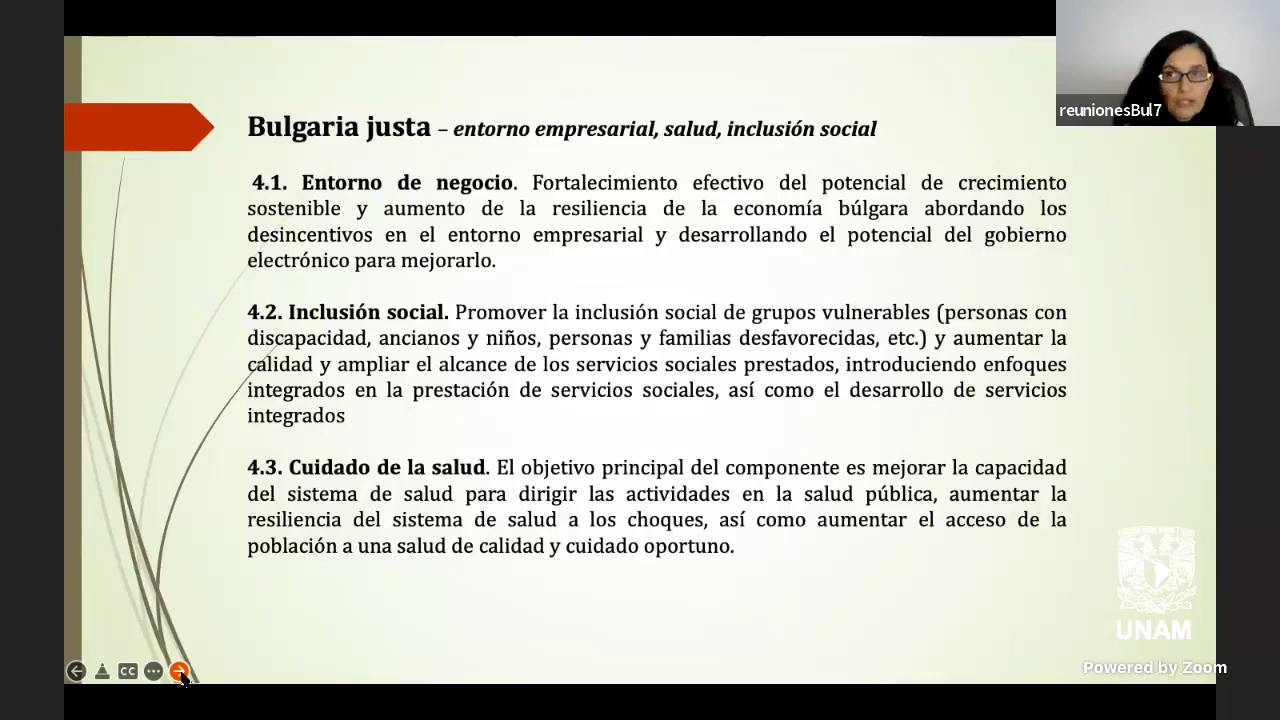 reunionesBul7
Bulgaria justa – entorno empresarial, salud, inclusión social
4.1. Entorno de negocio. Fortalecimiento efectivo del potencial de crecimiento
sostenible y aumento de la resiliencia de la economía búlgara abordando los
desincentivos en el entorno empresarial y desarrollando el potencial del gobierno
electrónico para mejorarlo.
4.2. Inclusión social. Promover la inclusión social de grupos vulnerables (personas con
discapacidad, ancianos y niños, personas y familias desfavorecidas, etc.) y aumentar la
calidad y ampliar el alcance de los servicios sociales prestados, introduciendo enfoques
integrados en la prestación de servicios sociales, así como el desarrollo de servicios
integrados
4.3. Cuidado de la salud. El objetivo principal del componente es mejorar la capacidad
del sistema de salud para dirigir las actividades en la salud pública, aumentar la
resiliencia del sistema de salud a los choques, así como aumentar el acceso de la
población a una salud de calidad y cuidado oportuno.
UNAM
CC
Powered by Zoom